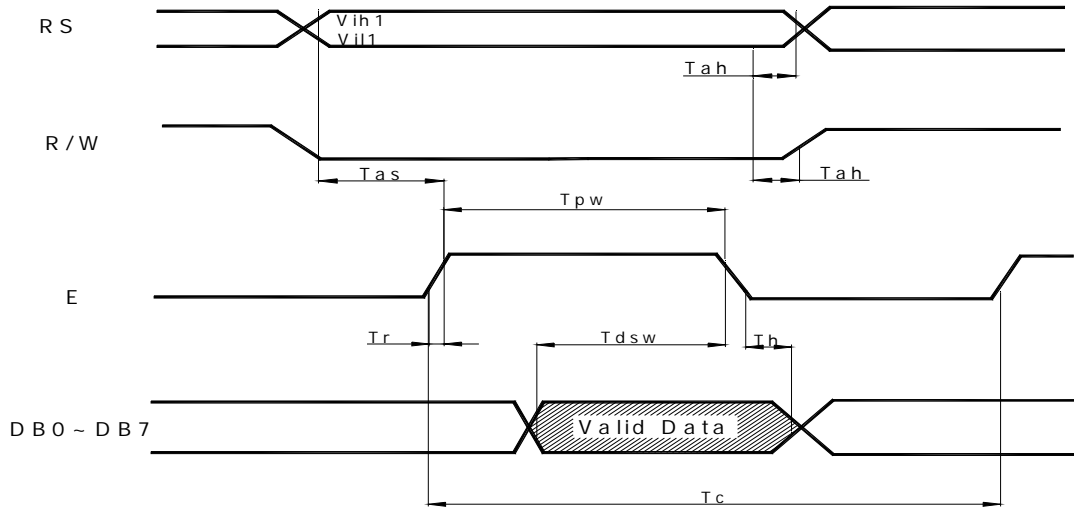 RS
Vih1
Vil1
Tah
R/W
Tas
Tah
Tpw
E
Tr
Tdsw
Th
DB0~DB7
Valid Data
Tc